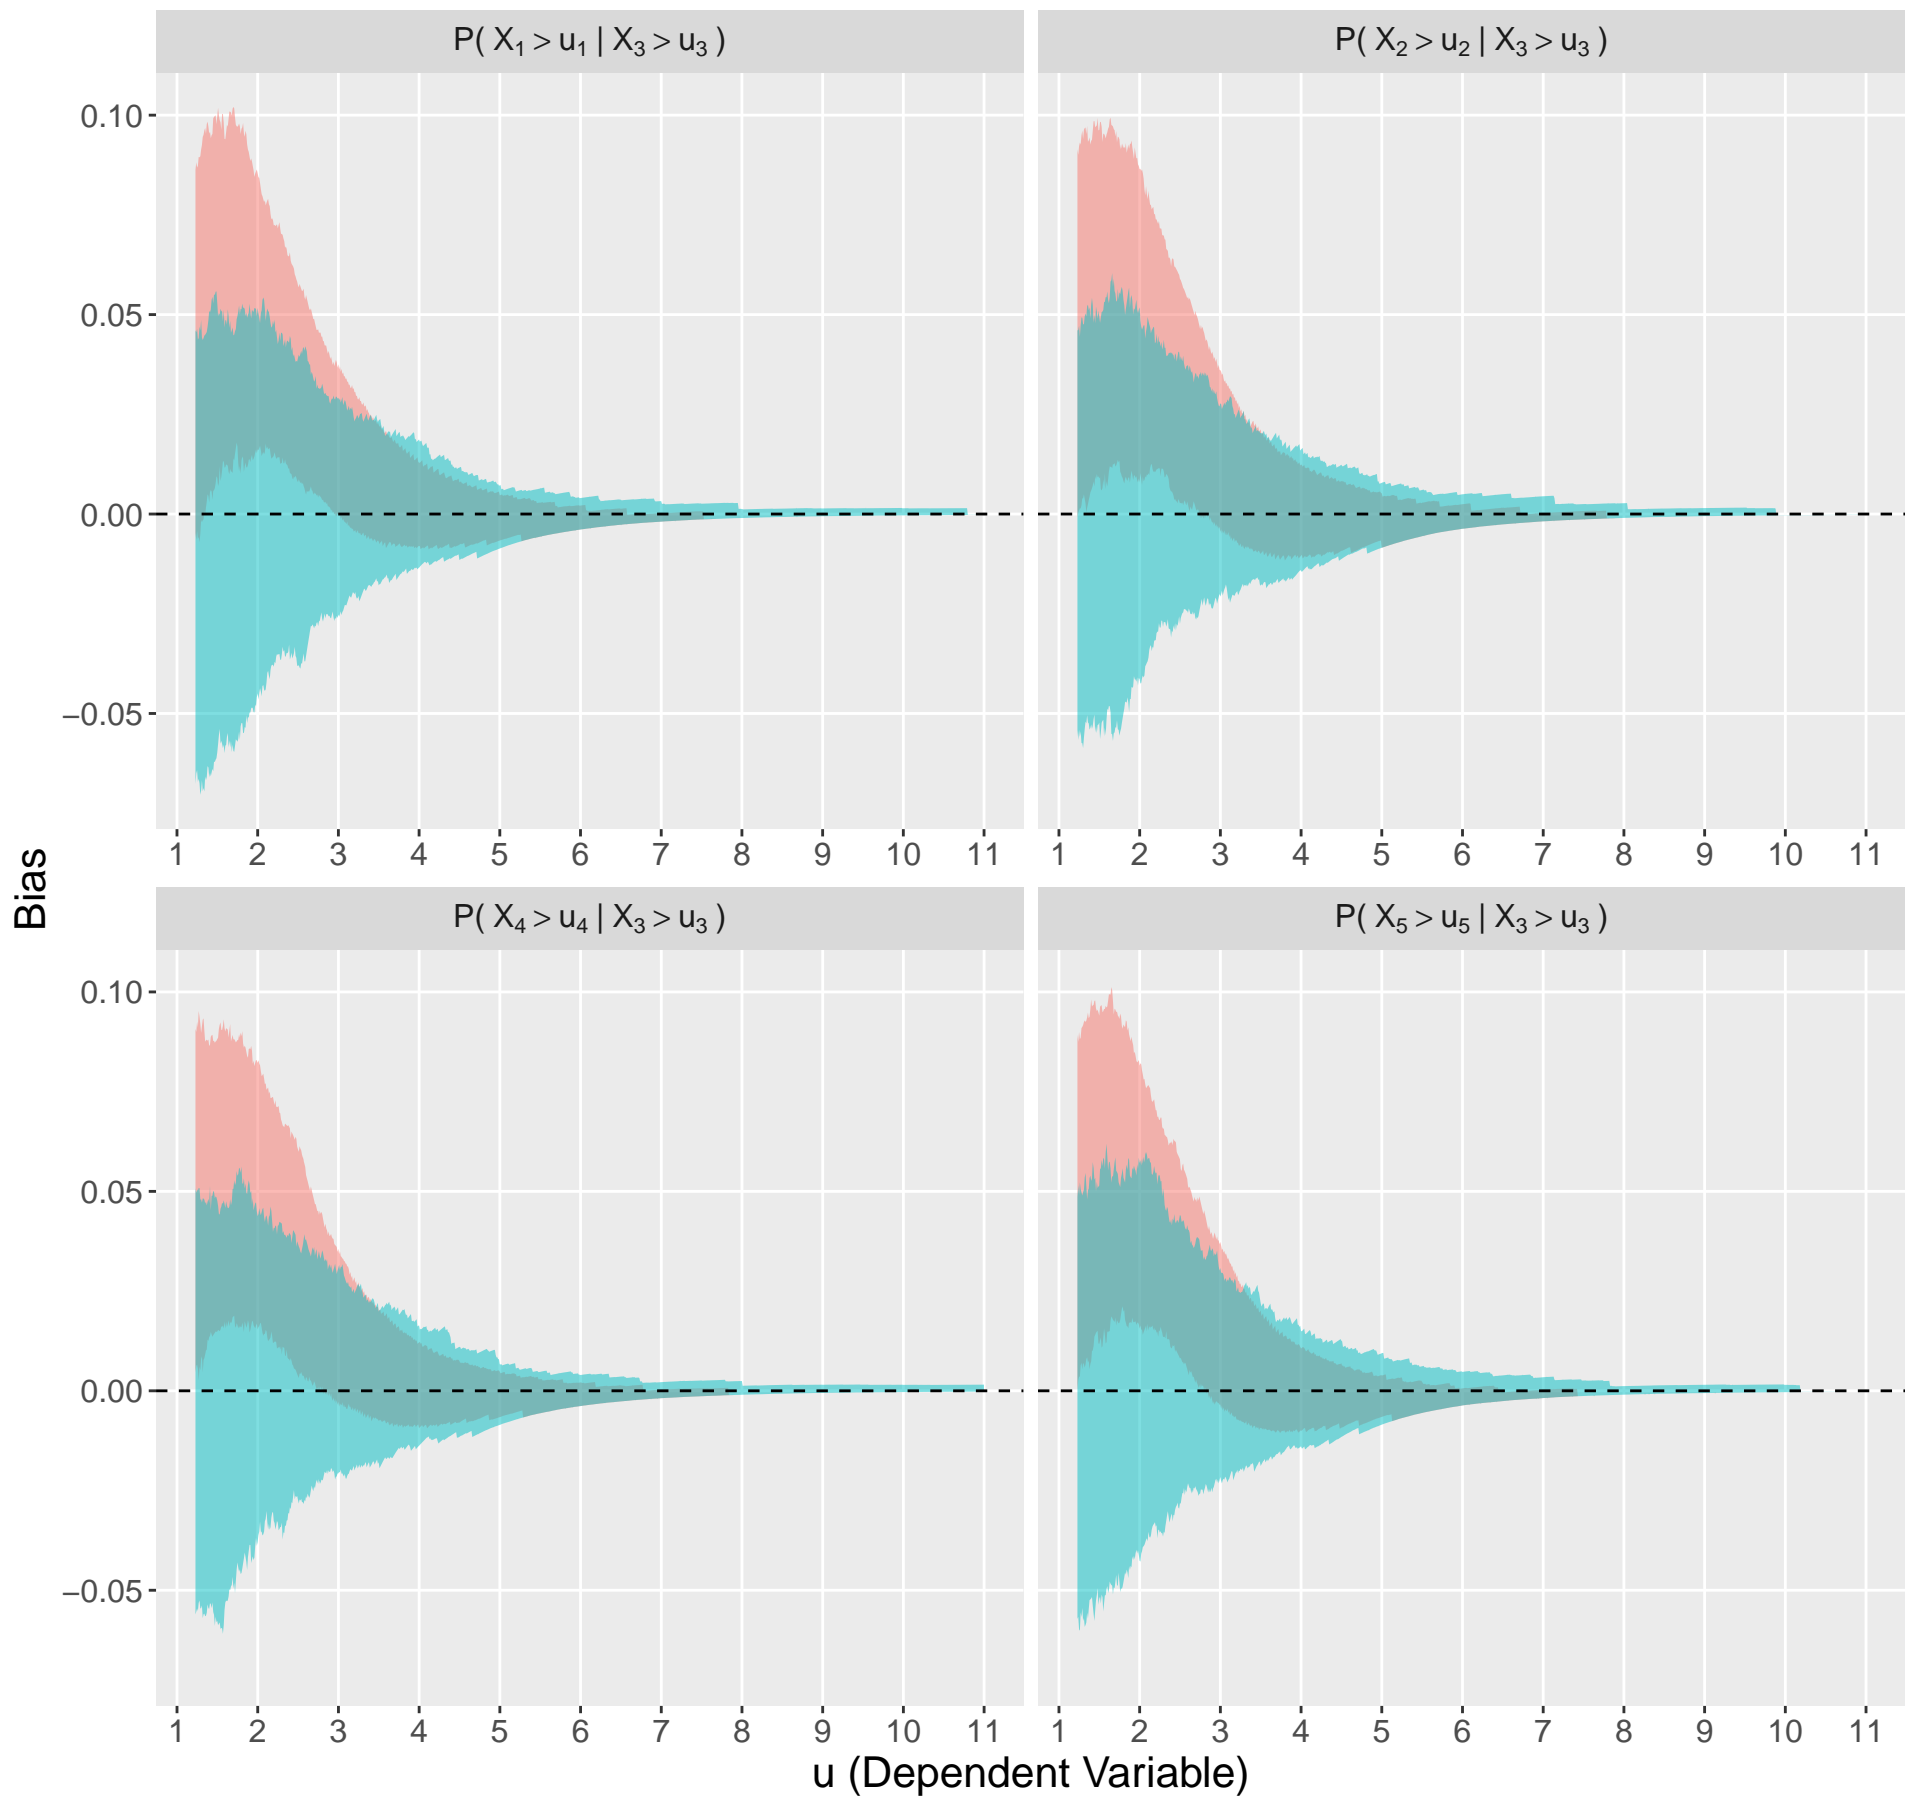 P( X₁ > u₁ | X₃ > u₃ )
P( X₂ > u₂ | X₃ > u₃ )
0.10
0.05
0.00
−0.05
1 2 3 4 5 6 7 8 9 10 11
1 2 3 4 5 6 7 8 9 10 11
Bias
P( X₄ > u₄ | X₃ > u₃ )
P( X₅ > u₅ | X₃ > u₃ )
0.10
0.05
0.00
−0.05
1 2 3 4 5 6 7 8 9 10 11
1 2 3 4 5 6 7 8 9 10 11
u (Dependent Variable)